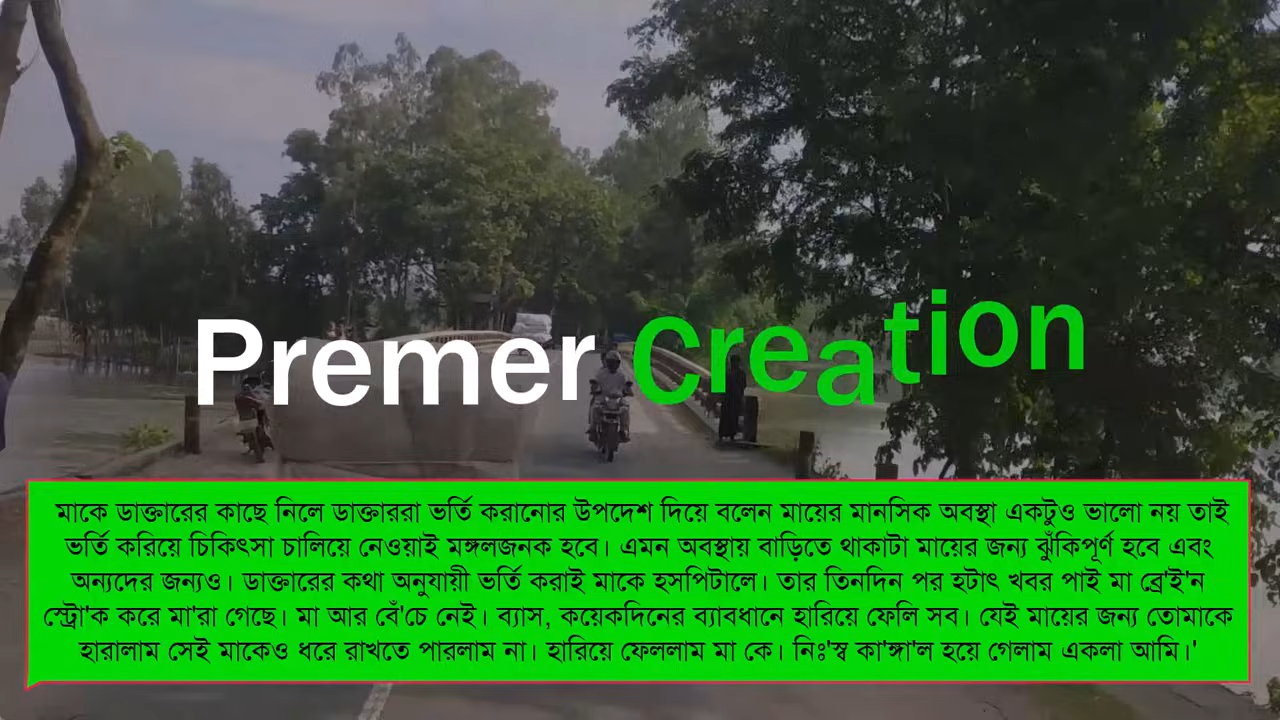 Premer Creation
মাকে ডাক্তারের কাছে নিলে ডাক্তাররা ভর্তি করানোর উপদেশ দিয়ে বলেন মায়ের মানসিক অবস্থা একটুও ভালো নয় তাই
ভর্তি করিয়ে চিকিৎসা চালিয়ে নেওয়াই মঙ্গলজনক হবে। এমন অবস্থায় বাড়িতে থাকাটা মায়ের জন্য ঝুঁকিপূর্ণ হবে এবং
অন্যদের জন্যও। ডাক্তারের কথা অনুযায়ী ভর্তি করাই মাকে হসপিটালে। তার তিনদিন পর হটাৎ খবর পাই মা ব্রে'ই'ন
স্ট্রো'ক করে মা'রা গেছে। মা আর বেঁ'চে নেই। ব্যাস, কয়েকদিনের ব্যাবধানে হারিয়ে ফেলি সব। যেই মায়ের জন্য তোমাকে
হারালাম সেই মাকেও ধরে রাখতে পারলাম না। হারিয়ে ফেললাম মা কে। নিঃ'স্ব কা'ঙ্গা'ল হয়ে গেলাম একলা আমি।'